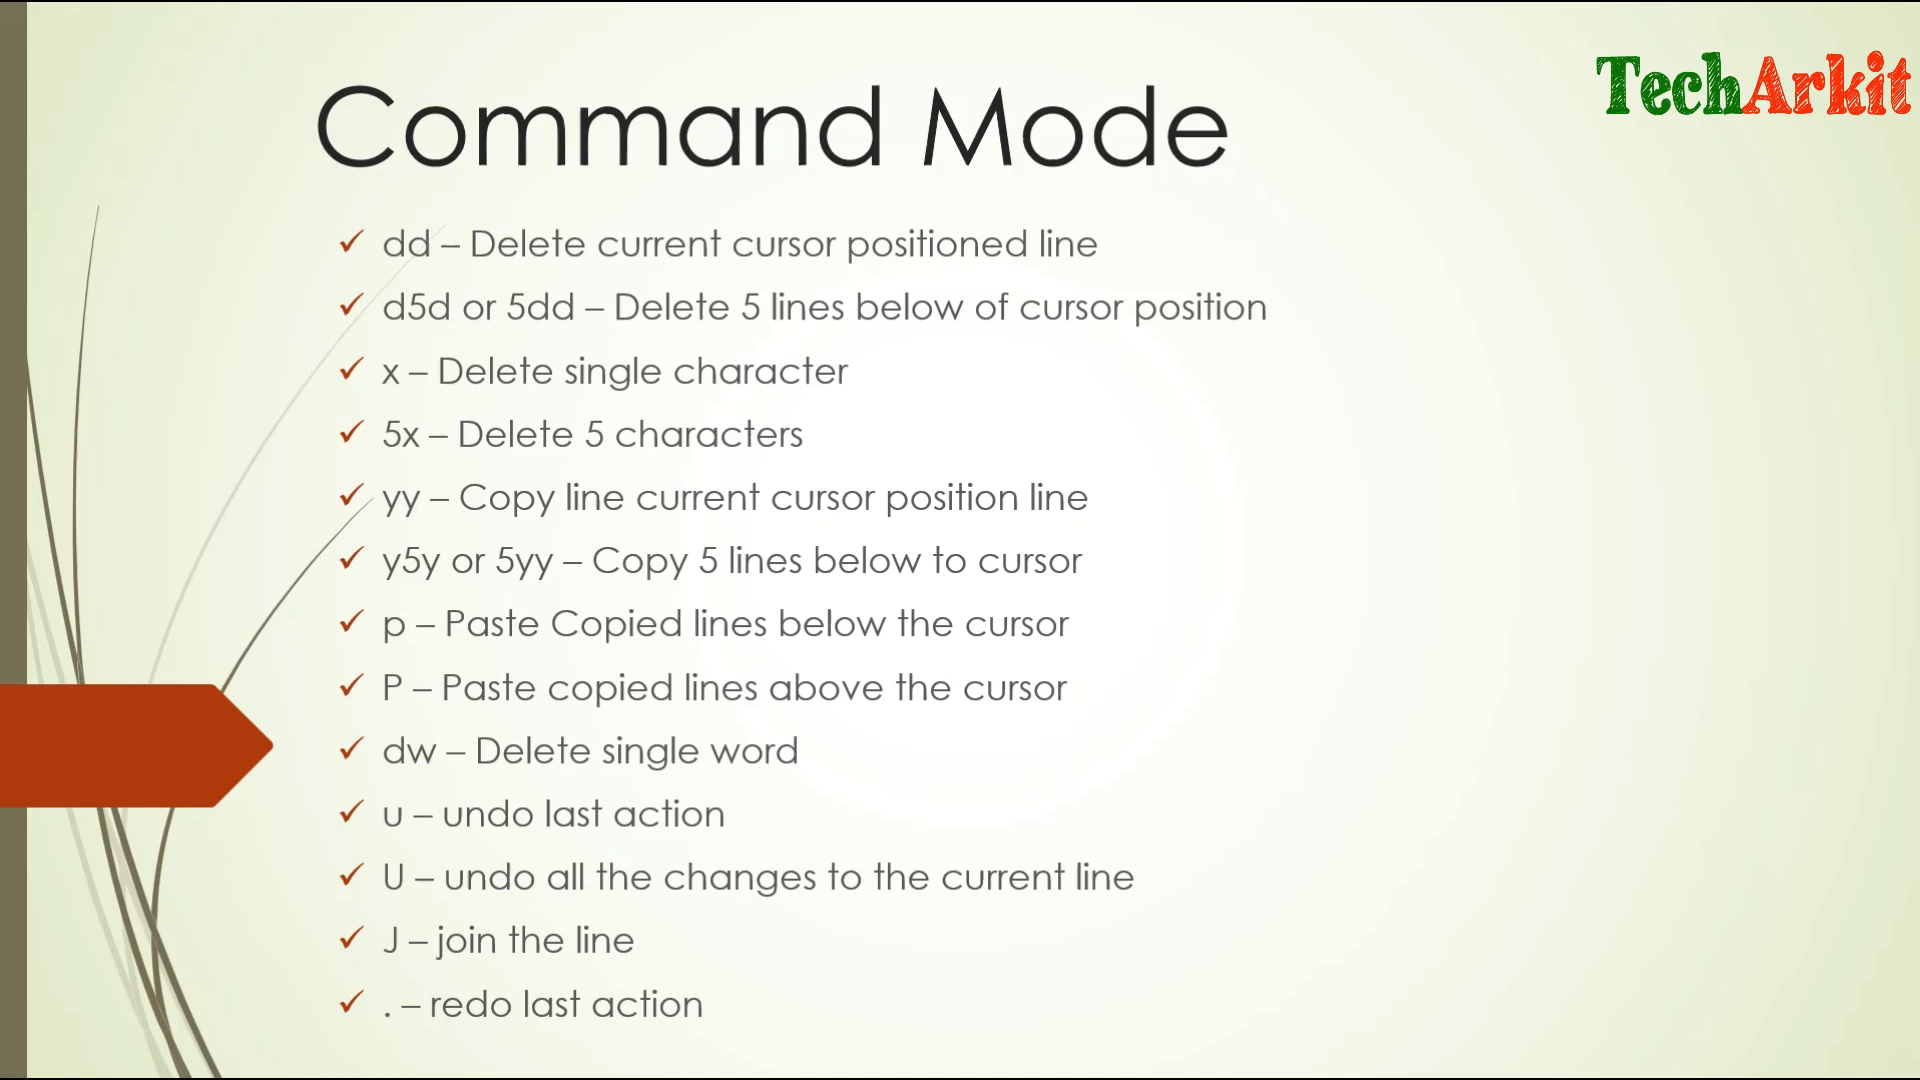 TechArkit
Command Mode
dd – Delete current cursor positioned line
d5d or 5dd – Delete 5 lines below of cursor position
x – Delete single character
5x – Delete 5 characters
yy – Copy line current cursor position line
y5y or 5yy – Copy 5 lines below to cursor
p – Paste Copied lines below the cursor
P – Paste copied lines above the cursor
dw – Delete single word
u – undo last action
U – undo all the changes to the current line
J – join the line
. – redo last action